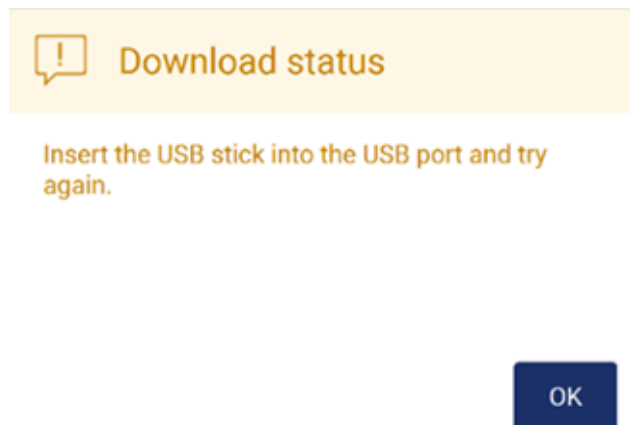 !
Download status
Insert the USB stick into the USB port and try
again.
OK